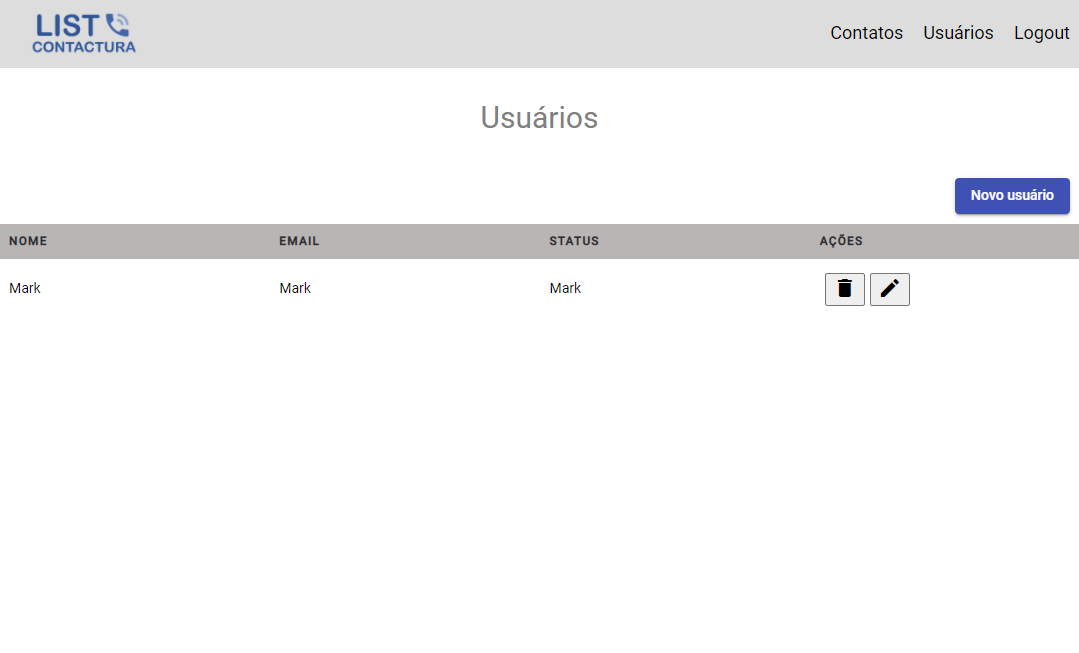 LIST
CONTACTURA
Contatos Usuários Logout
Usuários
Novo usuário
NOME EMAIL STATUS AÇÕES
Mark Mark Mark